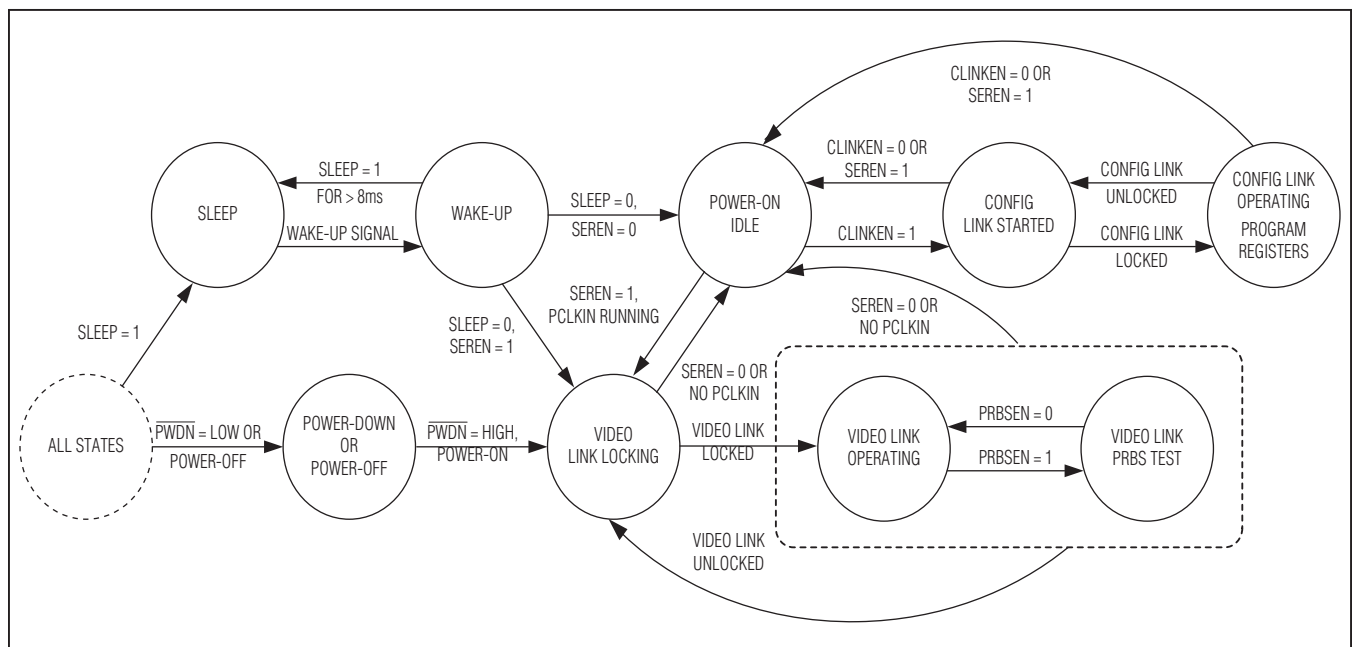 CLINKEN = 0 OR
SEREN = 1
SLEEP = 1
FOR > 8ms
CLINKEN = 0 OR
SEREN = 1
CONFIG LINK
UNLOCKED
SLEEP
WAKE-UP
SLEEP = 0,
SEREN = 0
POWER-ON
IDLE
CONFIG
LINK STARTED
CONFIG LINK
OPERATING
PROGRAM
REGISTERS
WAKE-UP SIGNAL
CLINKEN = 1
CONFIG LINK
LOCKED
SLEEP = 1
SLEEP = 0,
SEREN = 1
SEREN = 1,
PCLKIN RUNNING
SEREN = 0 OR
NO PCLKIN
SEREN = 0 OR
NO PCLKIN
ALL STATES
PWDN = LOW OR
POWER-OFF
POWER-DOWN
OR
POWER-OFF
PWDN = HIGH,
POWER-ON
VIDEO
LINK LOCKING
VIDEO LINK
LOCKED
VIDEO LINK
OPERATING
PRBSEN = 0
PRBSEN = 1
VIDEO LINK
PRBS TEST
VIDEO LINK
UNLOCKED